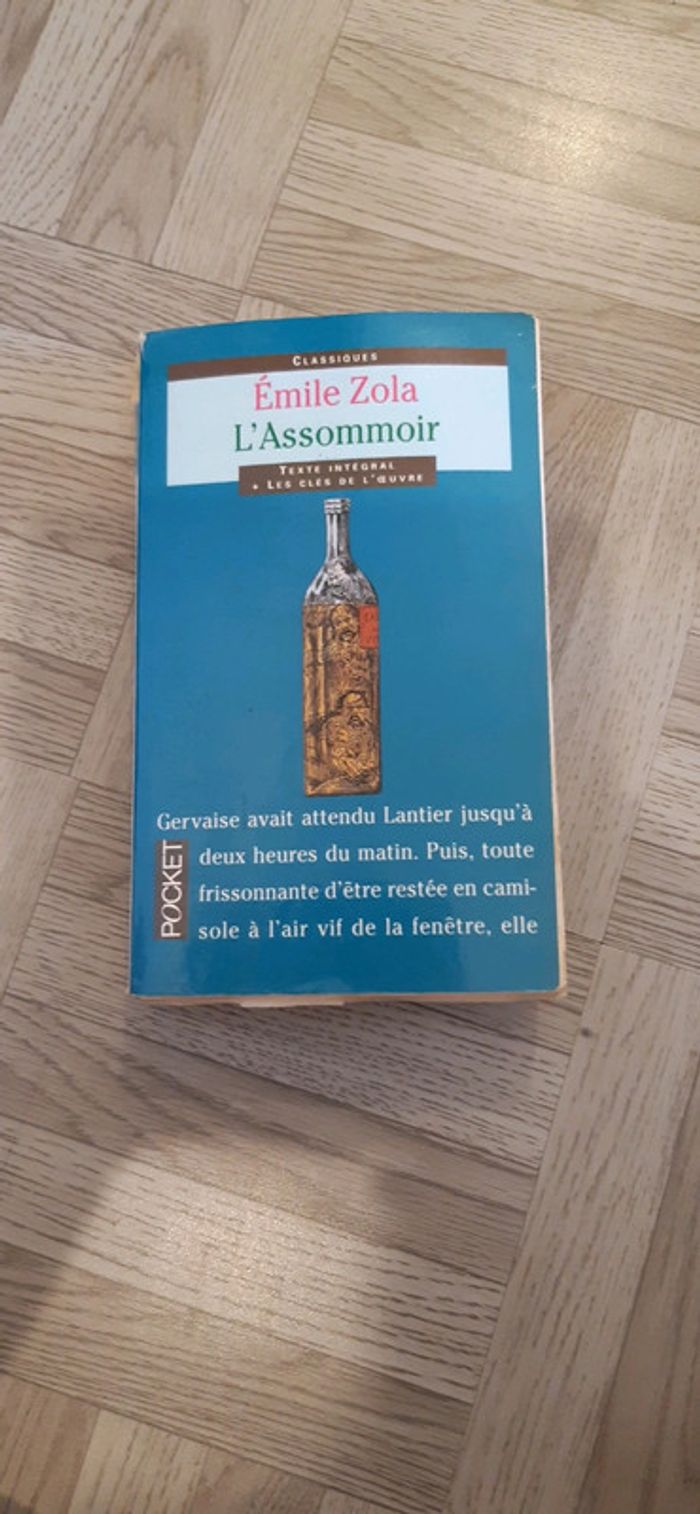 CLASSIQUES
Émile Zola
L'Assommoir
TEXTE INTÉGRAL
+ LES CLÉS DE L'ŒUVRE
Gervaise avait attendu Lantier jusqu'à
deux heures du matin. Puis, toute
frissonnante d'être restée en cami-
sole à l'air vif de la fenêtre, elle
POCKET